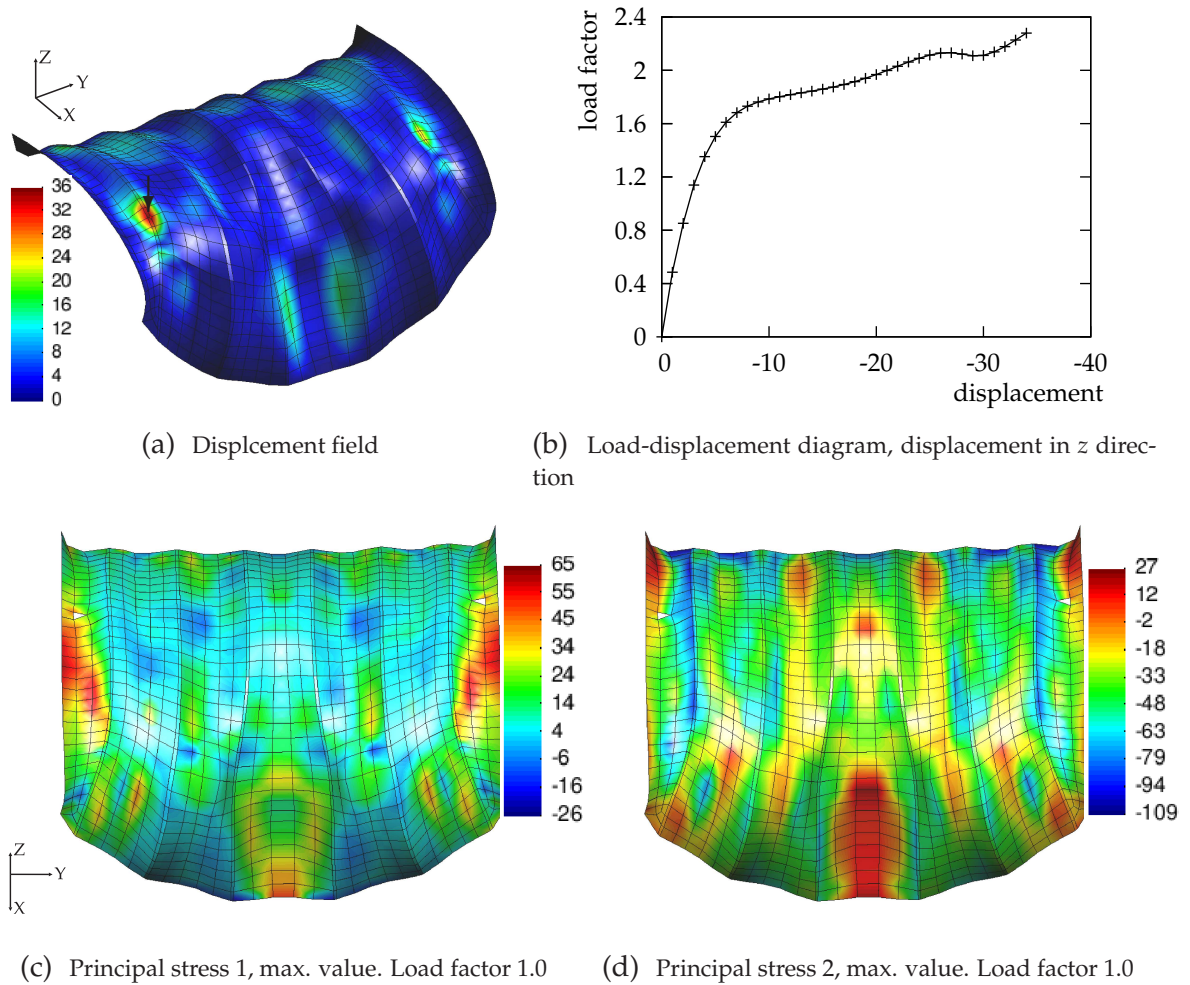 Z
Y
X
36
32
28
24
20
16
12
8
4
0
(a) Displcement field
load factor
2.4
2
1.6
1.2
0.8
0.4
0
0 -10 -20 -30 -40
displacement
(b) Load-displacement diagram, displacement in z direc-
tion
65
55
45
34
24
14
4
-6
-16
-26
Z
Y
X
(c) Principal stress 1, max. value. Load factor 1.0
27
12
-2
-18
-33
-48
-63
-79
-94
-109
(d) Principal stress 2, max. value. Load factor 1.0